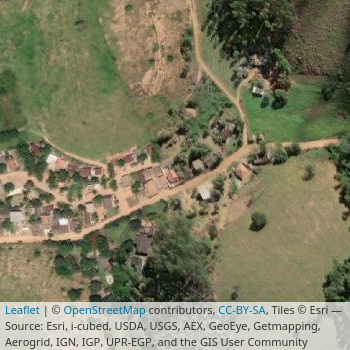 Leaflet | © OpenStreetMap contributors, CC-BY-SA, Tiles © Esri —
Source: Esri, i-cubed, USDA, USGS, AEX, GeoEye, Getmapping,
Aerogrid, IGN, IGP, UPR-EGP, and the GIS User Community